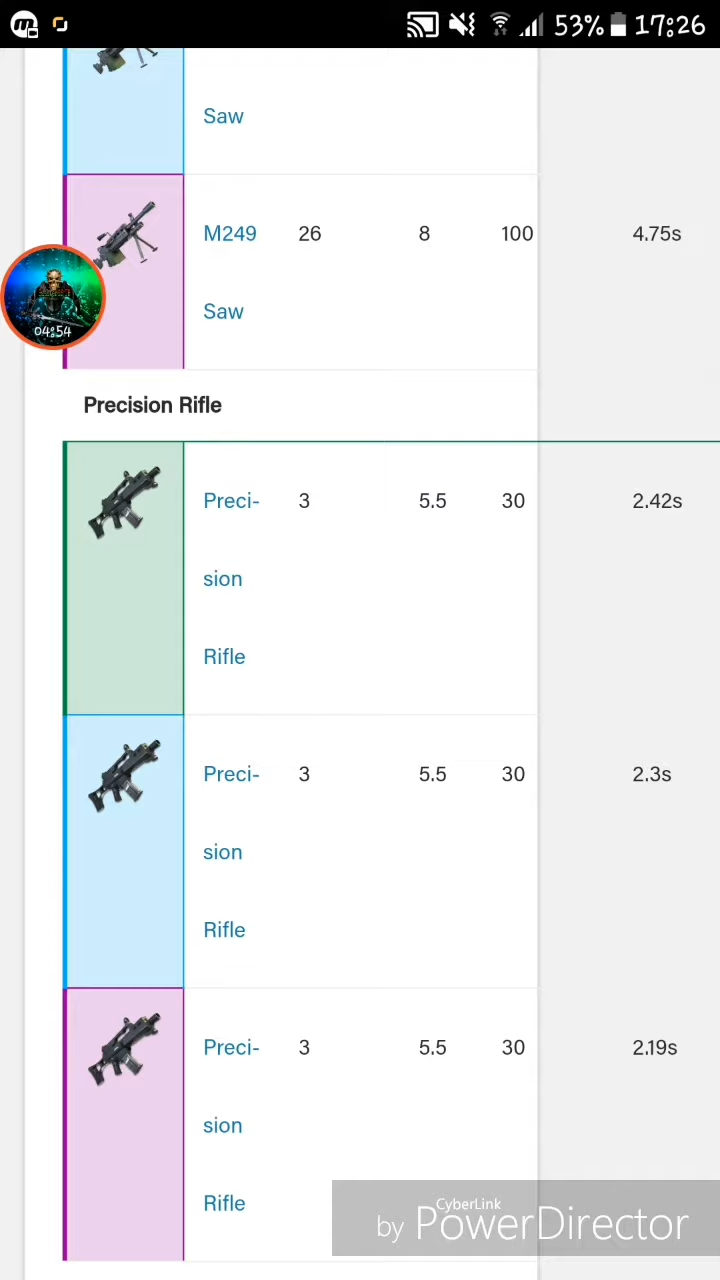 53% 17:26
Saw
M249 26 8 100 4.75s
Saw
04:54
Precision Rifle
Preci- 3 5.5 30 2.42s
sion
Rifle
Preci- 3 5.5 30 2.3s
sion
Rifle
Preci- 3 5.5 30 2.19s
sion
Rifle
CyberLink
by PowerDirector